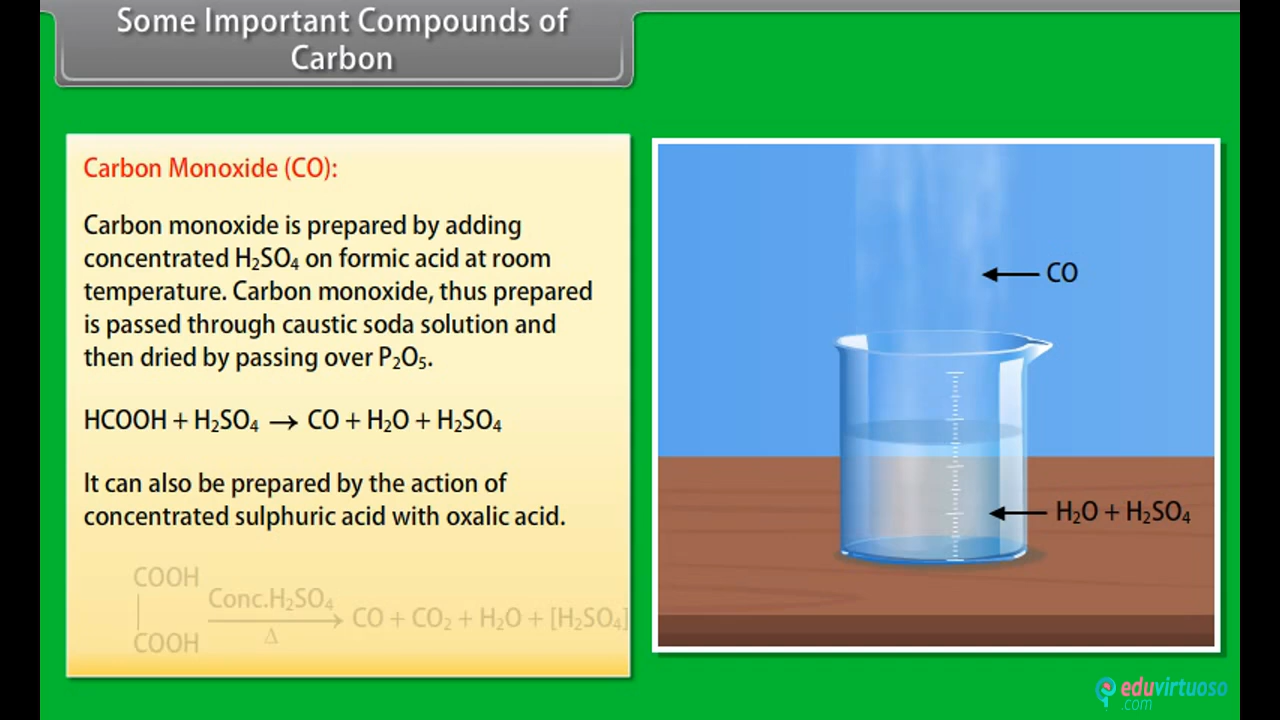 Some Important Compounds of
Carbon
Carbon Monoxide (CO):
Carbon monoxide is prepared by adding
concentrated H₂SO₄ on formic acid at room
temperature. Carbon monoxide, thus prepared
is passed through caustic soda solution and
then dried by passing over P₂O₅.
HCOOH + H₂SO₄ → CO + H₂O + H₂SO₄
It can also be prepared by the action of
concentrated sulphuric acid with oxalic acid.
COOH
Conc.H₂SO₄
CO + CO₂ + H₂O + [H₂SO₄]
Δ
COOH
CO
H₂O + H₂SO₄
eduvirtuoso
.com